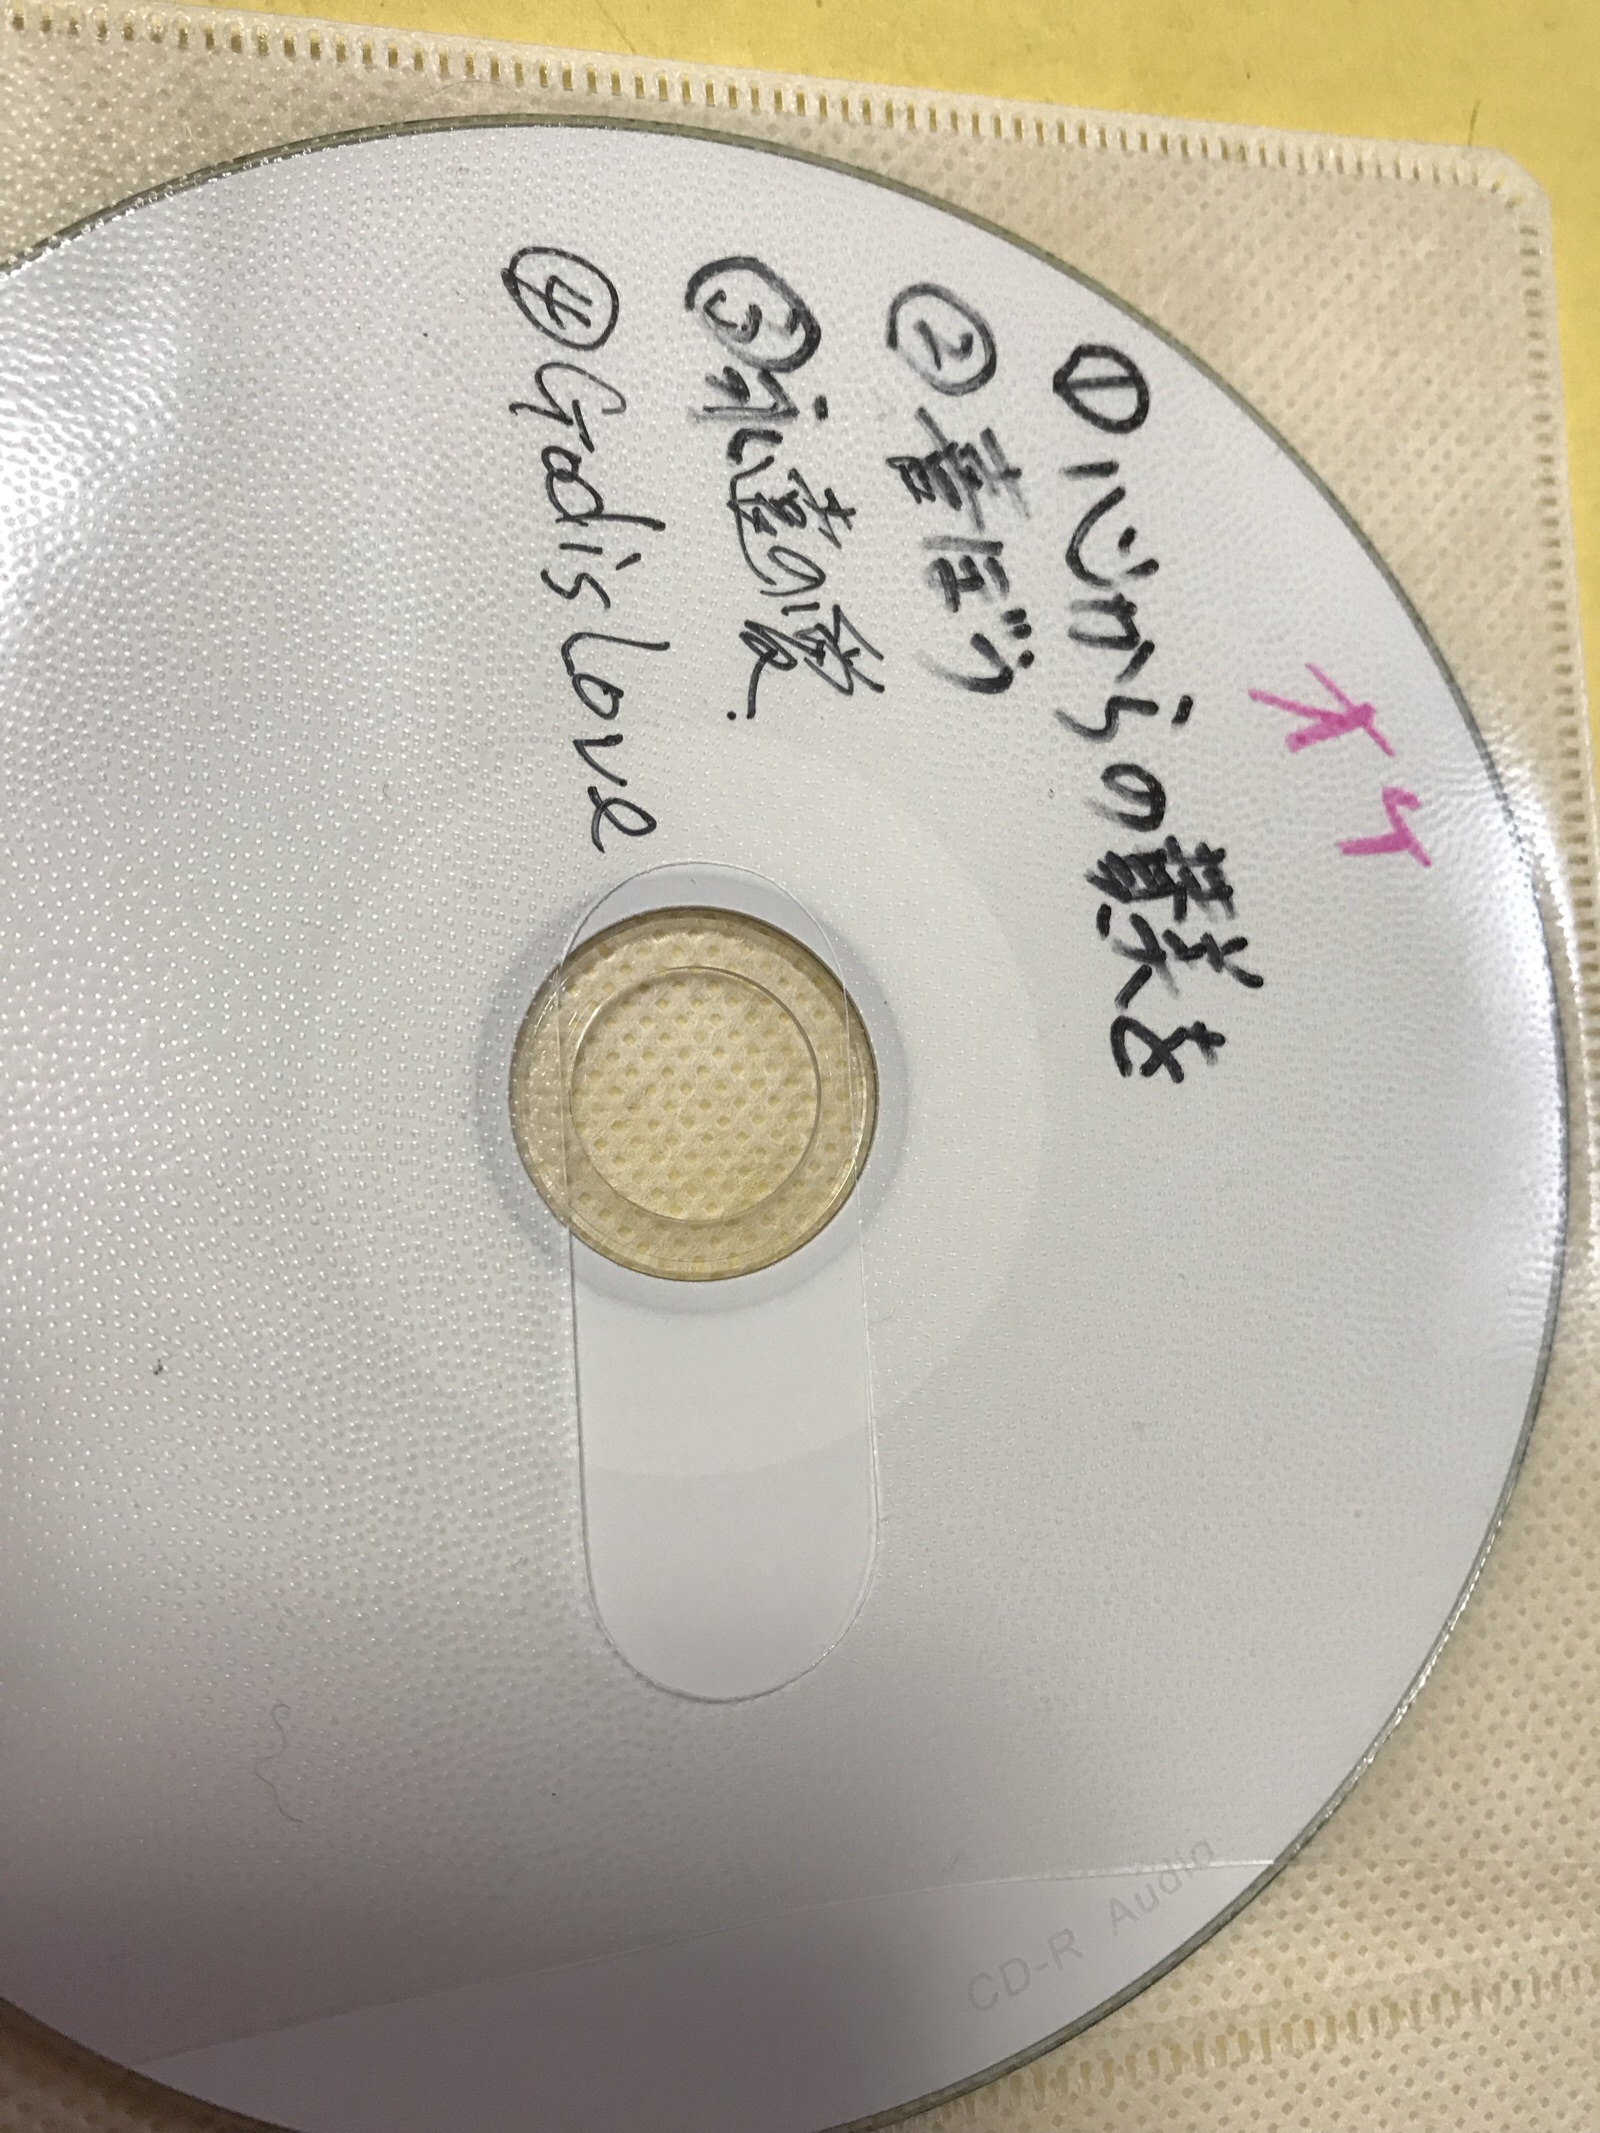 オケ
①心からの賛美を
②喜ぼう
③永遠の愛.
④God is love
CD-R Audio